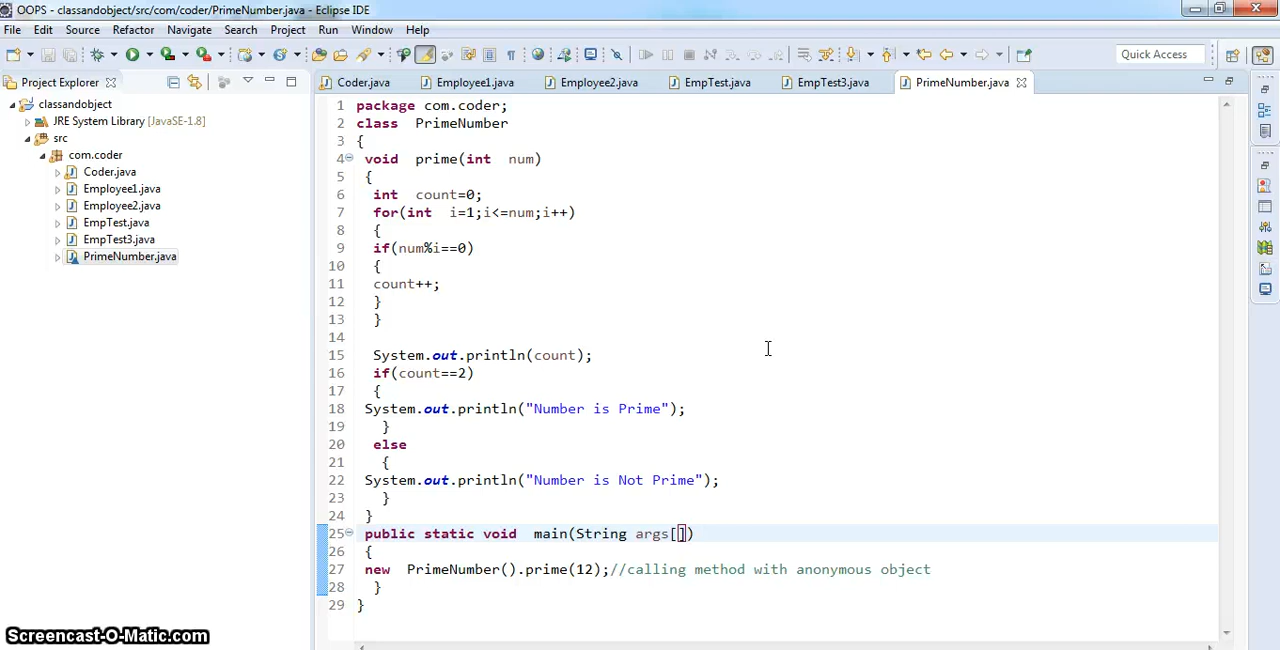 OOPS - classandobject/src/com/coder/PrimeNumber.java - Eclipse IDE
File Edit Source Refactor Navigate Search Project Run Window Help
Quick Access
Project Explorer
Coder.java Employee1.java Employee2.java EmpTest.java EmpTest3.java PrimeNumber.java
classandobject
JRE System Library [JavaSE-1.8]
src
com.coder
Coder.java
Employee1.java
Employee2.java
EmpTest.java
EmpTest3.java
PrimeNumber.java
1 package com.coder;
2 class PrimeNumber
3 {
4 void prime(int num)
5 {
6 int count=0;
7 for(int i=1;i<=num;i++)
8 {
9 if(num%i==0)
10 {
11 count++;
12 }
13 }
14
15 System.out.println(count);
16 if(count==2)
17 {
18 System.out.println("Number is Prime");
19 }
20 else
21 {
22 System.out.println("Number is Not Prime");
23 }
24 }
25 public static void main(String args[])
26 {
27 new PrimeNumber().prime(12);//calling method with anonymous object
28 }
29 }
Screencast-O-Matic.com